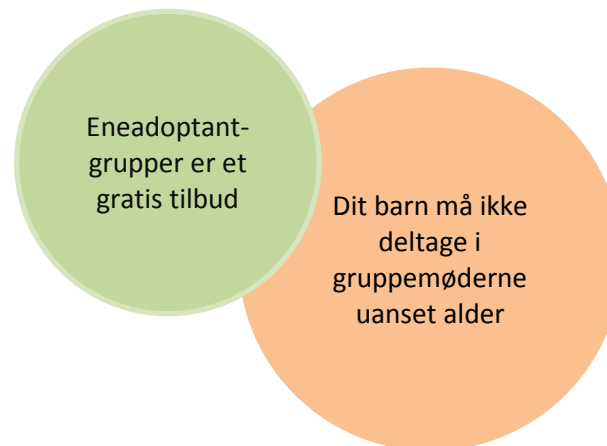 Eneadoptant-
grupper er et
gratis tilbud
Dit barn må ikke
deltage i
gruppemøderne
uanset alder